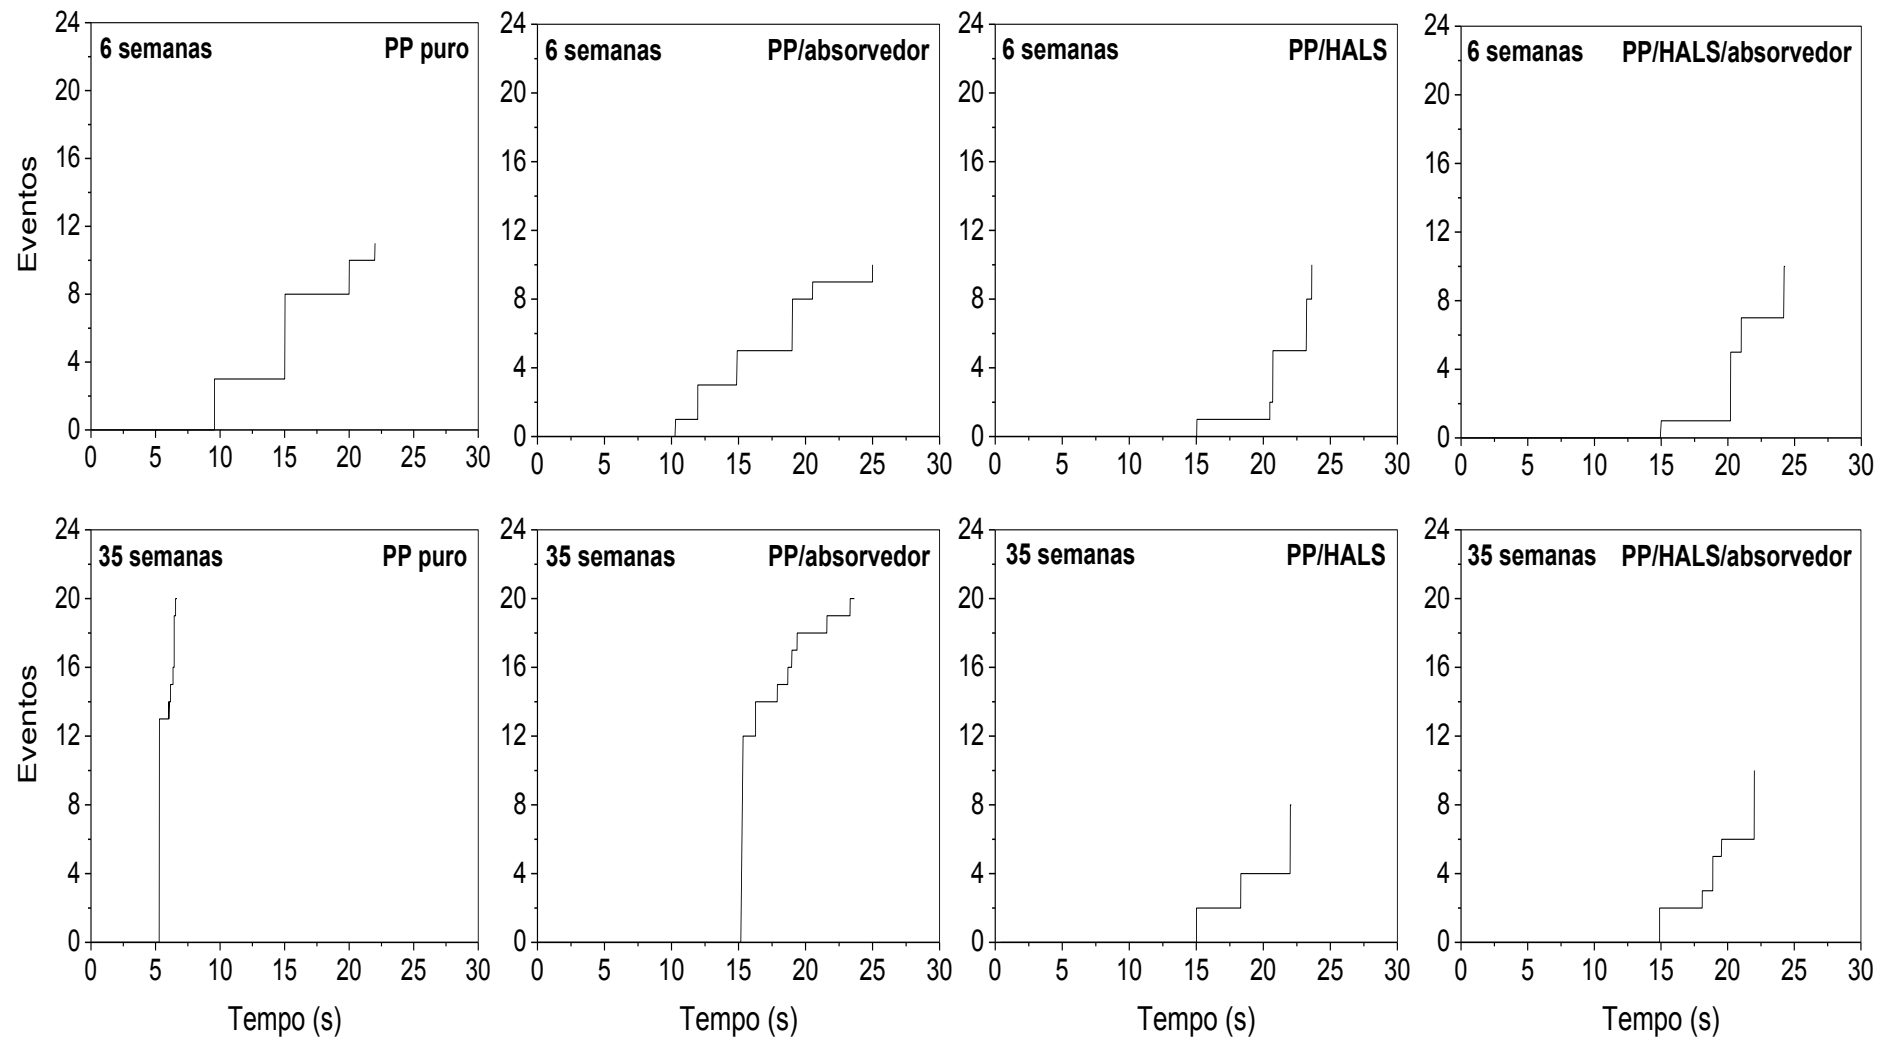 6 semanas PP puro
24
20
16
12
8
4
0
0 5 10 15 20 25 30
Eventos
6 semanas PP/absorvedor
24
20
16
12
8
4
0
0 5 10 15 20 25 30
6 semanas PP/HALS
24
20
16
12
8
4
0
0 5 10 15 20 25 30
6 semanas PP/HALS/absorvedor
24
20
16
12
8
4
0
0 5 10 15 20 25 30
35 semanas PP puro
24
20
16
12
8
4
0
0 5 10 15 20 25 30
Eventos
Tempo (s)
35 semanas PP/absorvedor
24
20
16
12
8
4
0
0 5 10 15 20 25 30
Tempo (s)
35 semanas PP/HALS
24
20
16
12
8
4
0
0 5 10 15 20 25 30
Tempo (s)
35 semanas PP/HALS/absorvedor
24
20
16
12
8
4
0
0 5 10 15 20 25 30
Tempo (s)